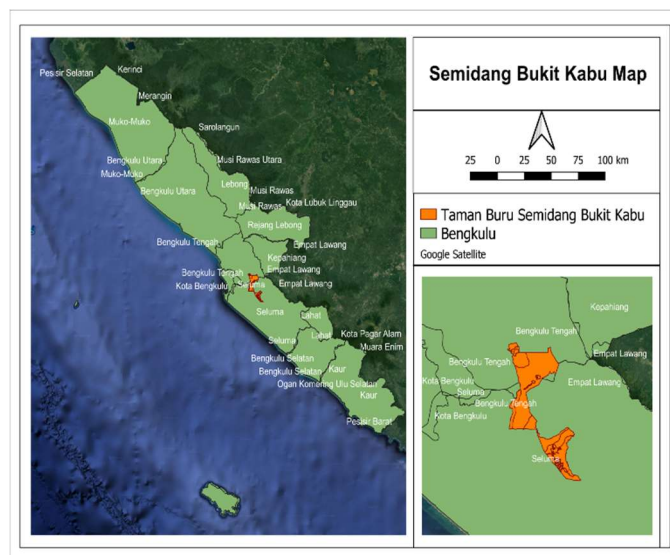 Pesisir Selatan
Kerinci
Merangin
Muko-Muko
Sarolangun
Bengkulu Utara
Musi Rawas Utara
Muko-Muko
Bengkulu Utara
Lebong
Musi Rawas
Kota Lubuk Linggau
Musi Rawas
Rejang Lebong
Bengkulu Tengah
Empat Lawang
Kepahiang
Bengkulu Tengah
Empat Lawang
Kota Bengkulu
Seluma
Empat Lawang
Seluma
Lahat
Seluma
Lahat
Kota Pagar Alam
Muara Enim
Bengkulu Selatan
Bengkulu Selatan
Kaur
Ogan Komering Ulu Selatan
Kaur
Pesisir Barat
Semidang Bukit Kabu Map
25 0 25 50 75 100 km
Taman Buru Semidang Bukit Kabu
Bengkulu
Google Satellite
Kepahiang
Bengkulu Tengah
Empat Lawang
Bengkulu Tengah
Kota Bengkulu
Empat Lawang
Seluma
Bengkulu Tengah
Kota Bengkulu
Seluma